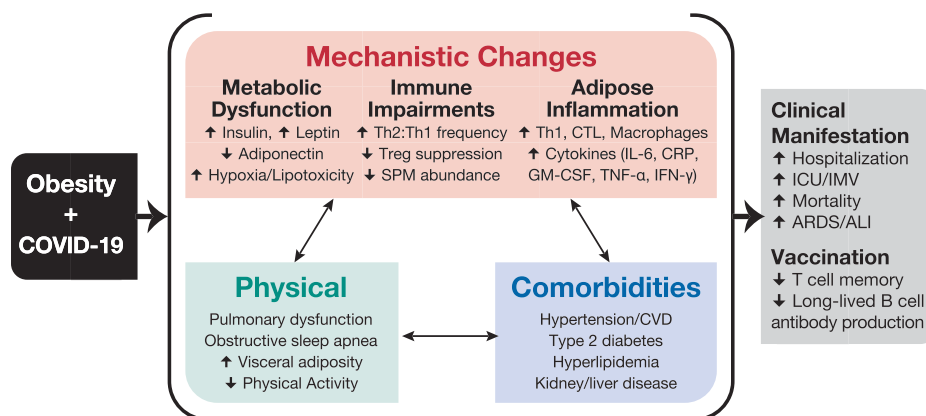 Obesity
+
COVID-19
Mechanistic Changes
Metabolic
Dysfunction
↑ Insulin, ↑ Leptin
↓ Adiponectin
↑ Hypoxia/Lipotoxicity
Immune
Impairments
↑ Th2:Th1 frequency
↓ Treg suppression
↓ SPM abundance
Adipose
Inflammation
↑ Th1, CTL, Macrophages
↑ Cytokines (IL-6, CRP,
GM-CSF, TNF-α, IFN-γ)
Physical
Pulmonary dysfunction
Obstructive sleep apnea
↑ Visceral adiposity
↓ Physical Activity
Comorbidities
Hypertension/CVD
Type 2 diabetes
Hyperlipidemia
Kidney/liver disease
Clinical
Manifestation
↑ Hospitalization
↑ ICU/IMV
↑ Mortality
↑ ARDS/ALI
Vaccination
↓ T cell memory
↓ Long-lived B cell
antibody production